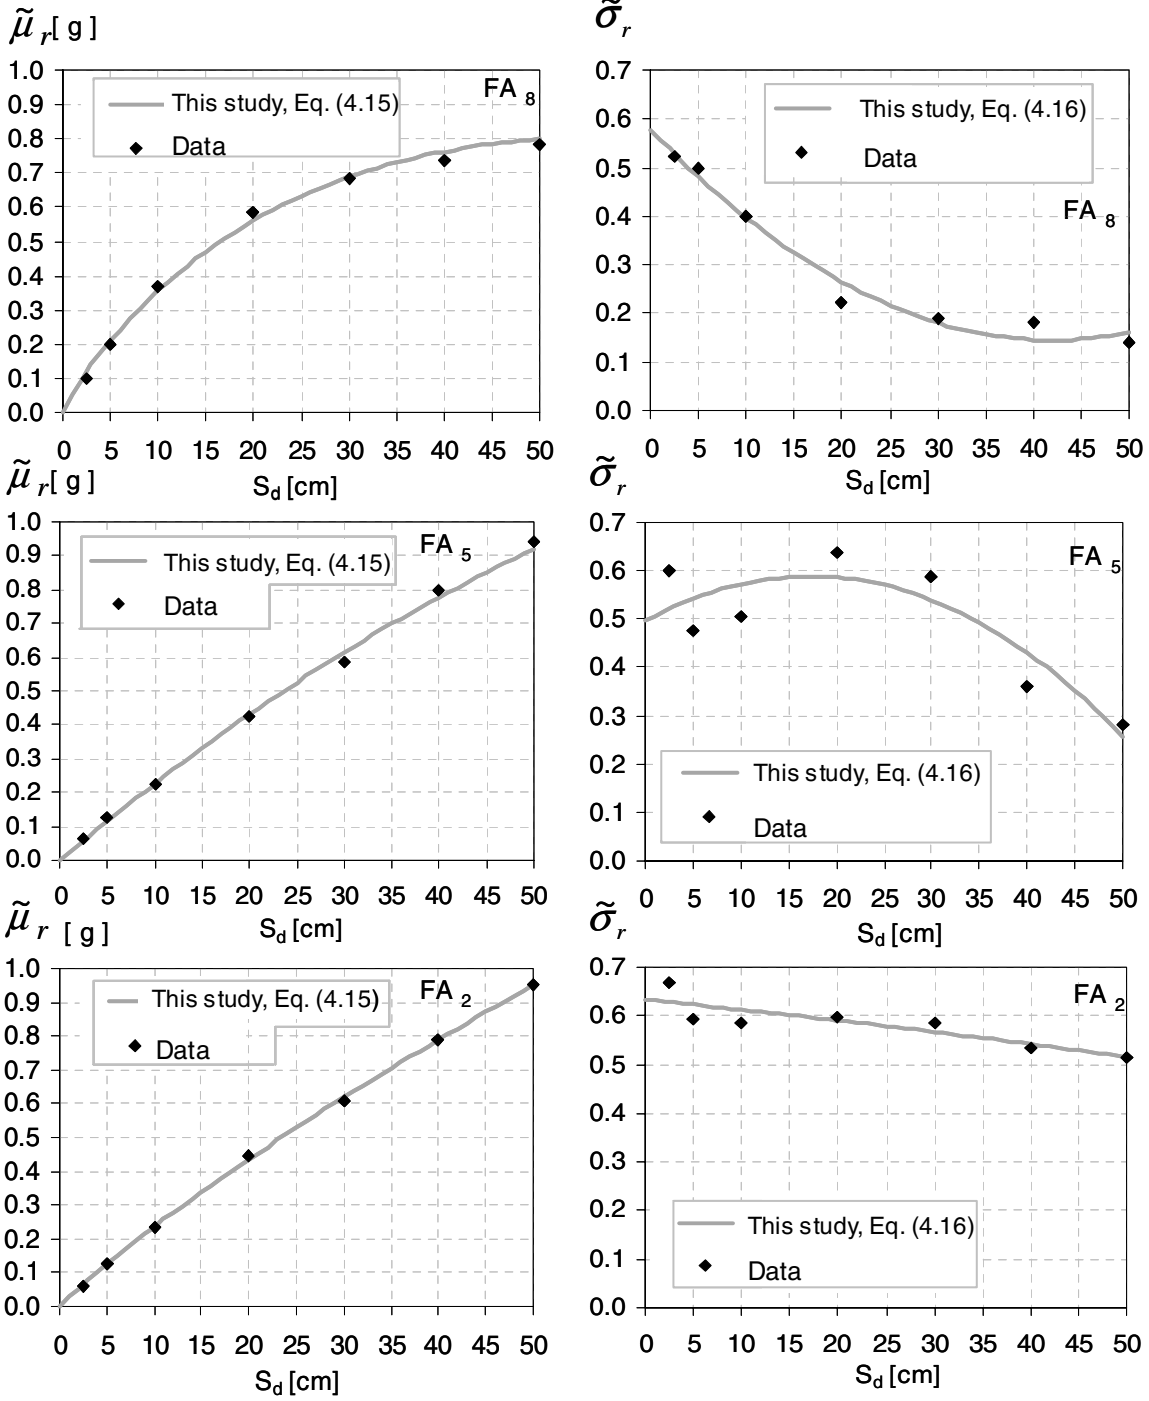 μ̃ r [ g ]
1.0
0.9
0.8
0.7
0.6
0.5
0.4
0.3
0.2
0.1
0.0
This study, Eq. (4.15)
Data
FA 8
0 5 10 15 20 25 30 35 40 45 50
Sd [cm]
σ̃ r
0.7
0.6
0.5
0.4
0.3
0.2
0.1
0.0
This study, Eq. (4.16)
Data
FA 8
0 5 10 15 20 25 30 35 40 45 50
Sd [cm]
μ̃ r [ g ]
1.0
0.9
0.8
0.7
0.6
0.5
0.4
0.3
0.2
0.1
0.0
This study, Eq. (4.15)
Data
FA 5
0 5 10 15 20 25 30 35 40 45 50
Sd [cm]
σ̃ r
0.7
0.6
0.5
0.4
0.3
0.2
0.1
0.0
FA 5
This study, Eq. (4.16)
Data
0 5 10 15 20 25 30 35 40 45 50
Sd [cm]
μ̃ r [ g ]
1.0
0.9
0.8
0.7
0.6
0.5
0.4
0.3
0.2
0.1
0.0
This study, Eq. (4.15)
Data
FA 2
0 5 10 15 20 25 30 35 40 45 50
Sd [cm]
σ̃ r
0.7
0.6
0.5
0.4
0.3
0.2
0.1
0.0
FA 2
This study, Eq. (4.16)
Data
0 5 10 15 20 25 30 35 40 45 50
Sd [cm]